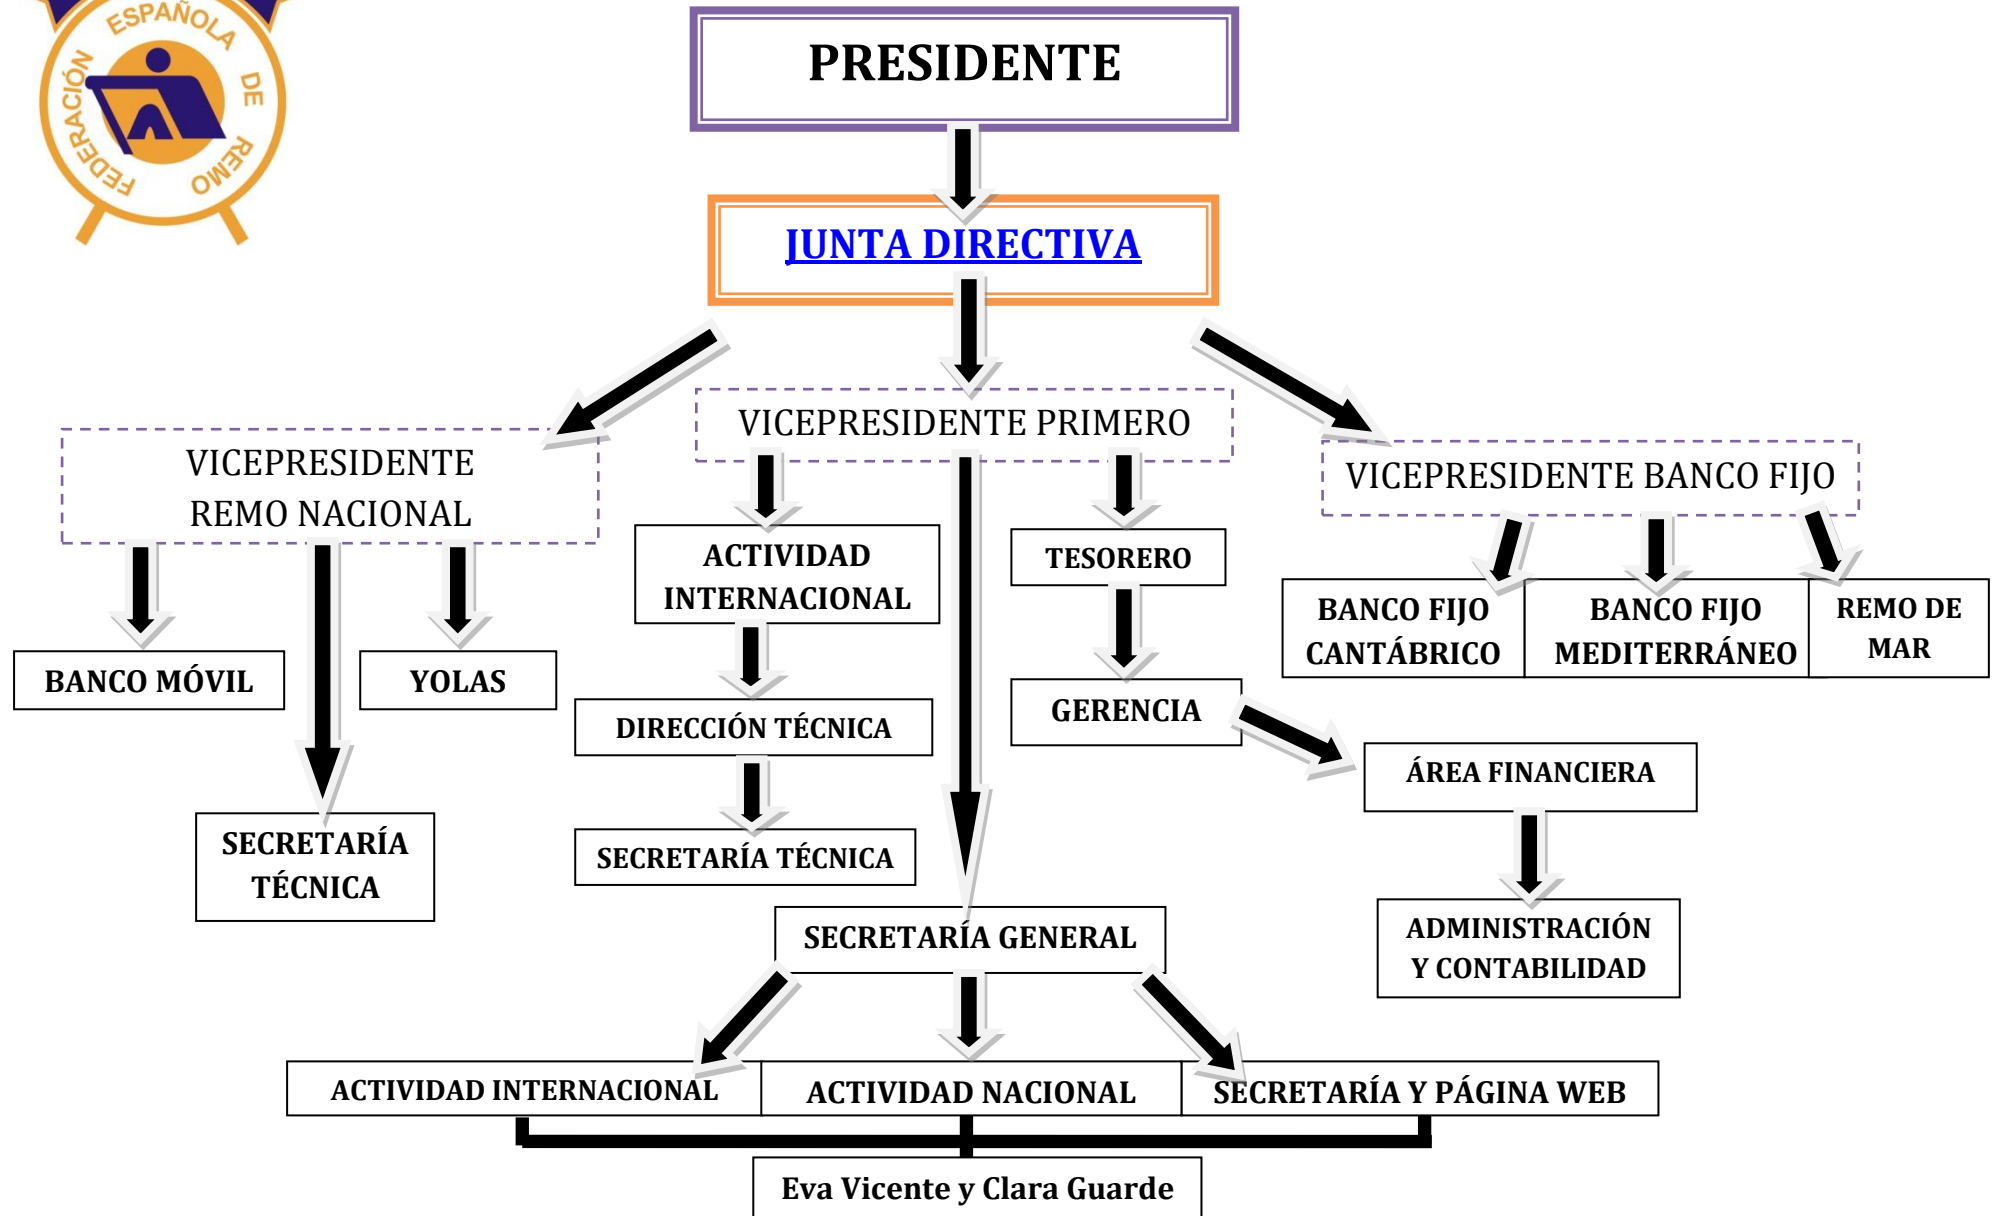 FEDERACIÓN ESPAÑOLA DE REMO
PRESIDENTE
JUNTA DIRECTIVA
VICEPRESIDENTE
REMO NACIONAL
VICEPRESIDENTE PRIMERO
VICEPRESIDENTE BANCO FIJO
BANCO MÓVIL
YOLAS
SECRETARÍA
TÉCNICA
ACTIVIDAD
INTERNACIONAL
DIRECCIÓN TÉCNICA
SECRETARÍA TÉCNICA
TESORERO
GERENCIA
ÁREA FINANCIERA
ADMINISTRACIÓN
Y CONTABILIDAD
BANCO FIJO
CANTÁBRICO
BANCO FIJO
MEDITERRÁNEO
REMO DE
MAR
SECRETARÍA GENERAL
ACTIVIDAD INTERNACIONAL
ACTIVIDAD NACIONAL
SECRETARÍA Y PÁGINA WEB
Eva Vicente y Clara Guarde